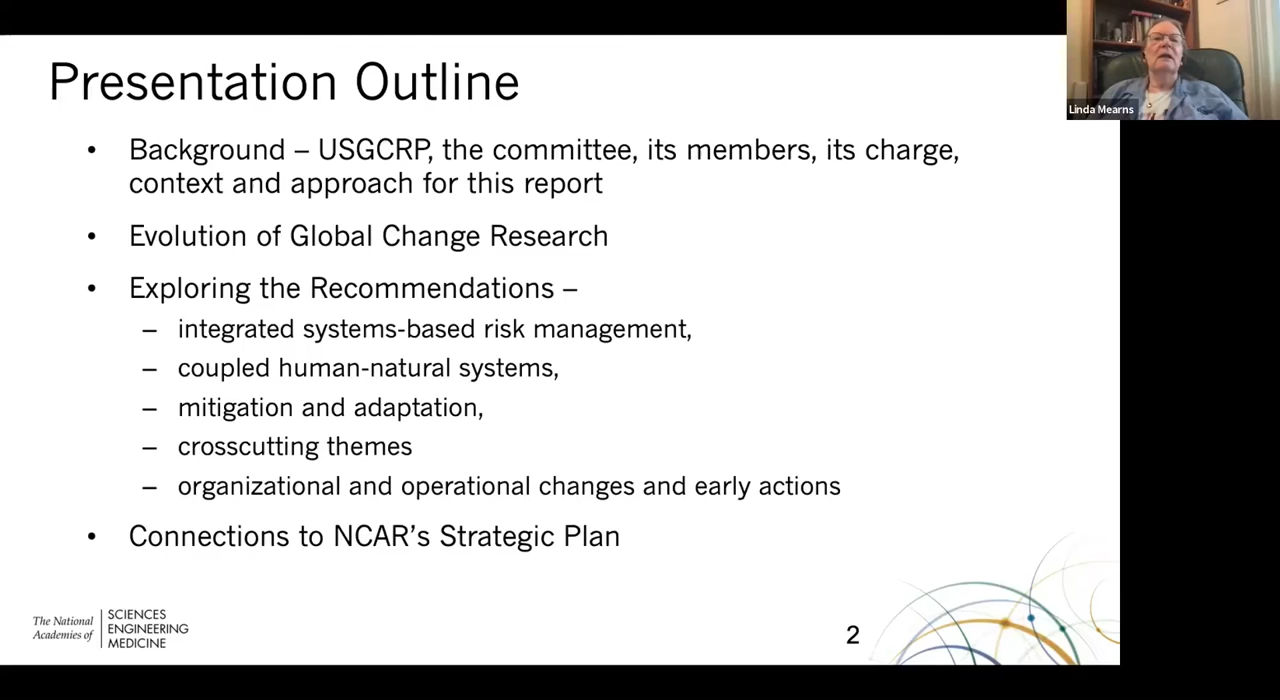 Presentation Outline
• Background – USGCRP, the committee, its members, its charge,
context and approach for this report
• Evolution of Global Change Research
• Exploring the Recommendations –
– integrated systems-based risk management,
– coupled human-natural systems,
– mitigation and adaptation,
– crosscutting themes
– organizational and operational changes and early actions
• Connections to NCAR’s Strategic Plan
The National
Academies of
SCIENCES
ENGINEERING
MEDICINE
2
Linda Mearns